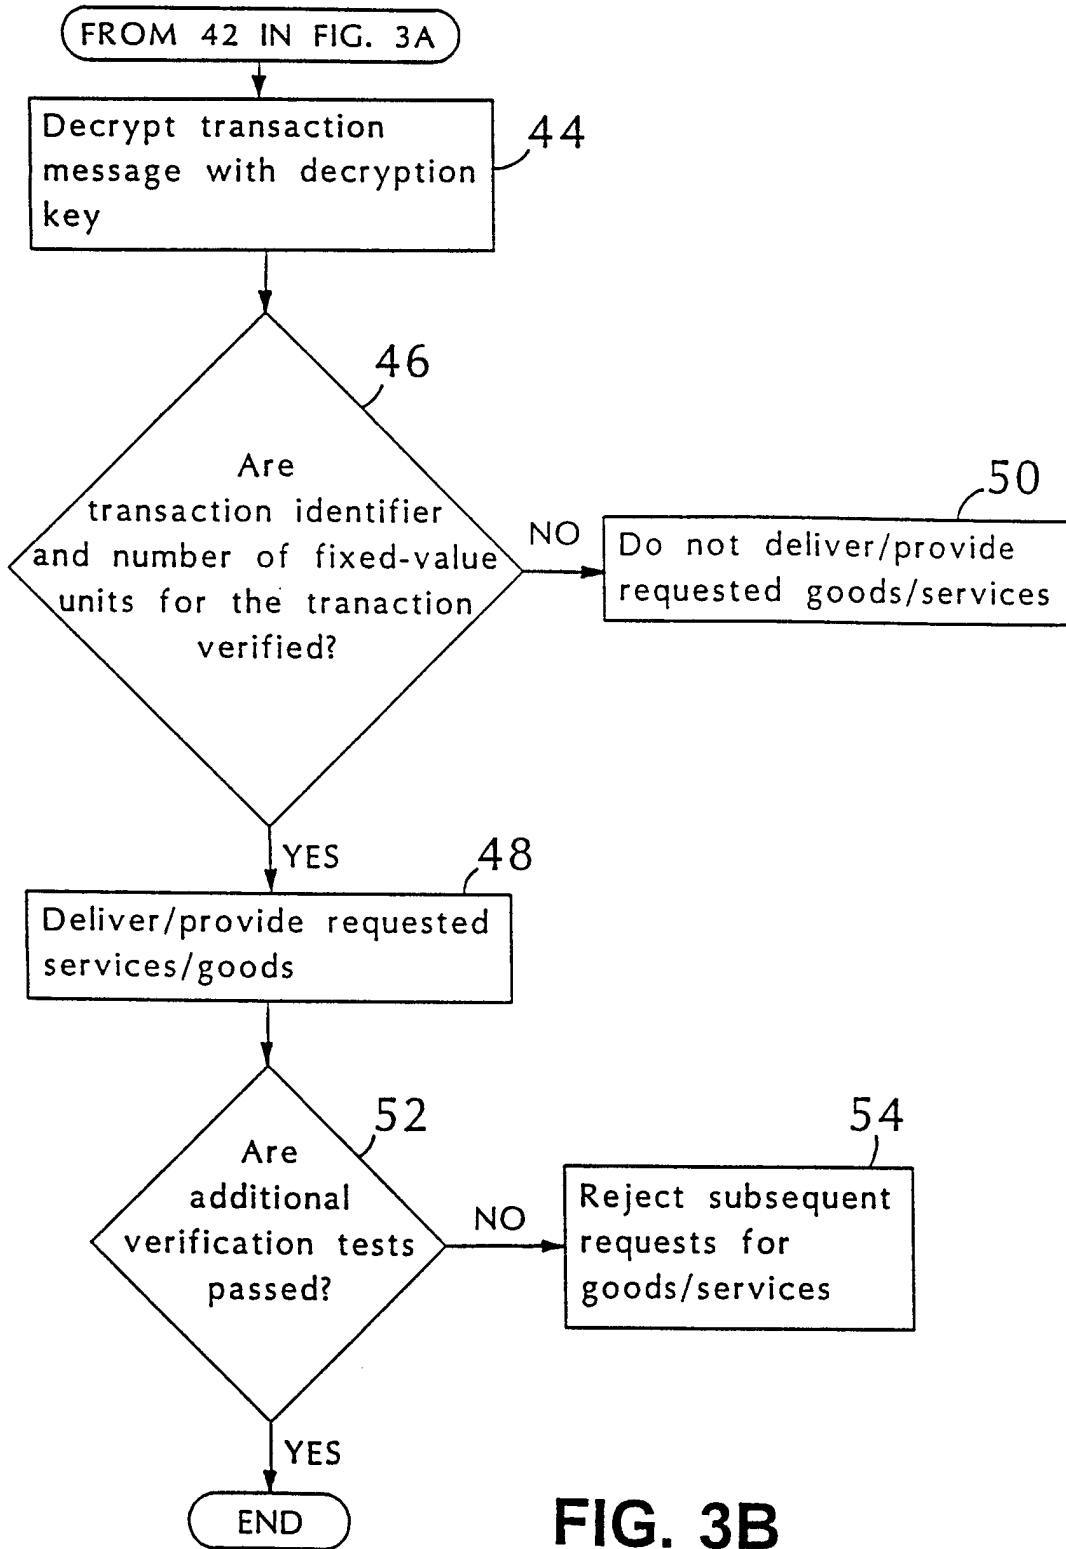 FROM 42 IN FIG. 3A
Decrypt transaction
message with decryption
key
44
46
Are
transaction identifier
and number of fixed-value
units for the tranaction
verified?
NO
50
Do not deliver/provide
requested goods/services
YES
48
Deliver/provide requested
services/goods
52
Are
additional
verification tests
passed?
NO
54
Reject subsequent
requests for
goods/services
YES
END
FIG. 3B